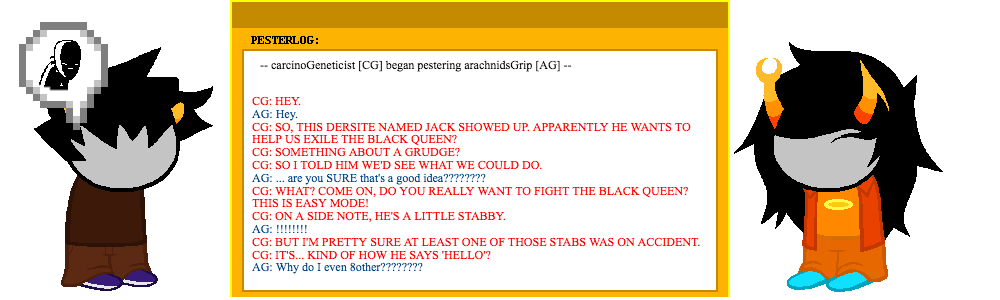 PESTERLOG:
-- carcinoGeneticist [CG] began pestering arachnidsGrip [AG] --
CG: HEY.
AG: Hey.
CG: SO, THIS DERSITE NAMED JACK SHOWED UP. APPARENTLY HE WANTS TO
HELP US EXILE THE BLACK QUEEN?
CG: SOMETHING ABOUT A GRUDGE?
CG: SO I TOLD HIM WE'D SEE WHAT WE COULD DO.
AG: ... are you SURE that's a good idea????????
CG: WHAT? COME ON, DO YOU REALLY WANT TO FIGHT THE BLACK QUEEN?
THIS IS EASY MODE!
CG: ON A SIDE NOTE, HE'S A LITTLE STABBY.
AG: !!!!!!!!
CG: BUT I'M PRETTY SURE AT LEAST ONE OF THOSE STABS WAS ON ACCIDENT.
CG: IT'S... KIND OF HOW HE SAYS 'HELLO'?
AG: Why do I even 8other????????